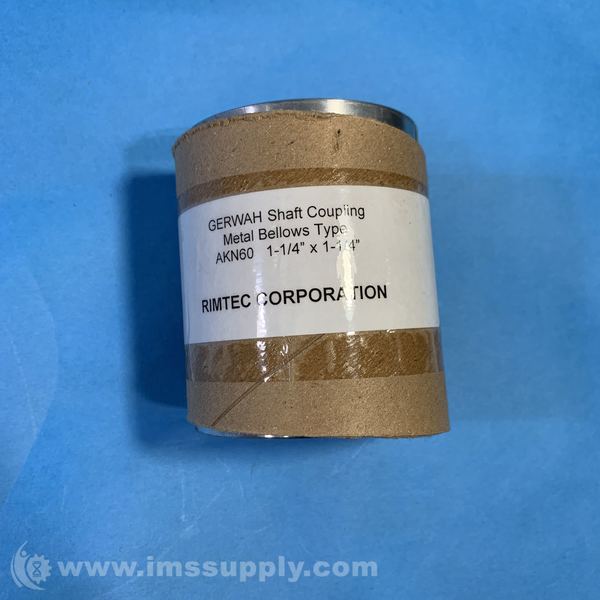 GERWAH Shaft Coupling
Metal Bellows Type
AKN60 1-1/4" x 1-1/4"
RIMTEC CORPORATION
www.imssupply.com